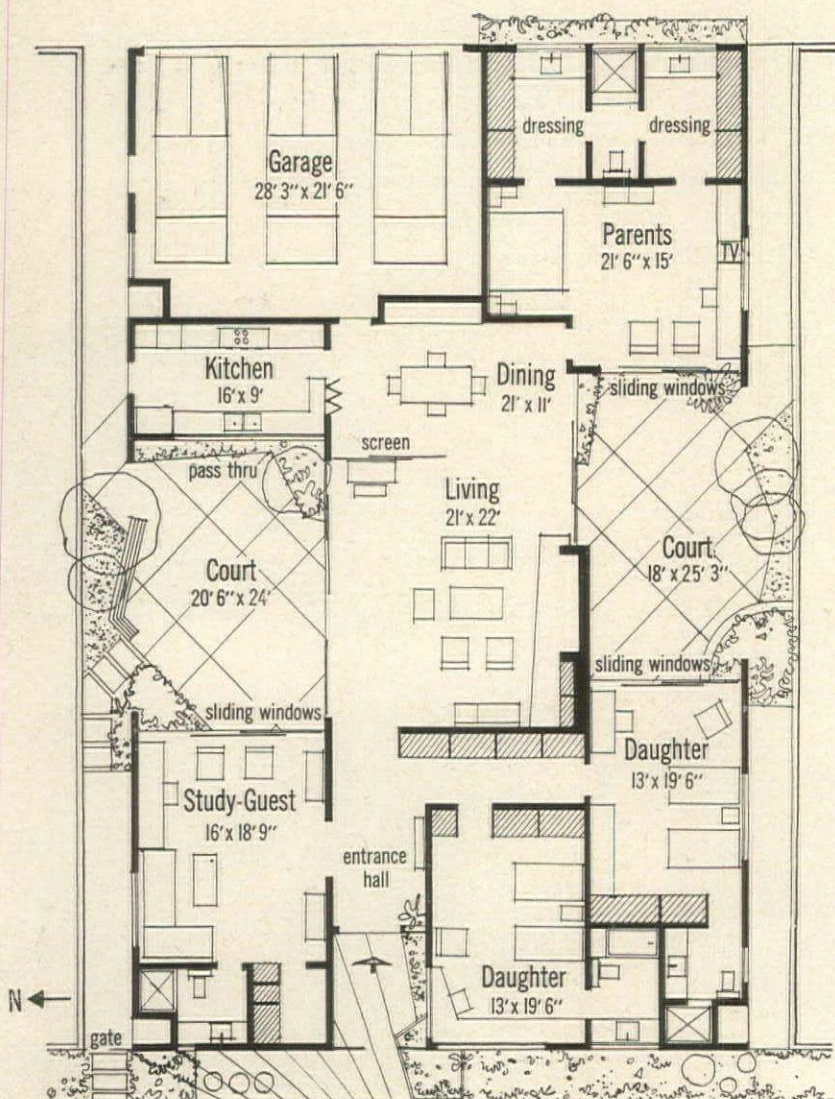 dressing
dressing
Garage
28' 3" x 21' 6"
Parents
21' 6" x 15'
TV
Kitchen
16' x 9'
Dining
21' x 11'
sliding windows
screen
pass thru
Living
21' x 22'
Court
20' 6" x 24'
Court
18' x 25' 3"
sliding windows
sliding windows
Daughter
13' x 19' 6"
Study-Guest
16' x 18' 9"
entrance
hall
Daughter
13' x 19' 6"
N
gate